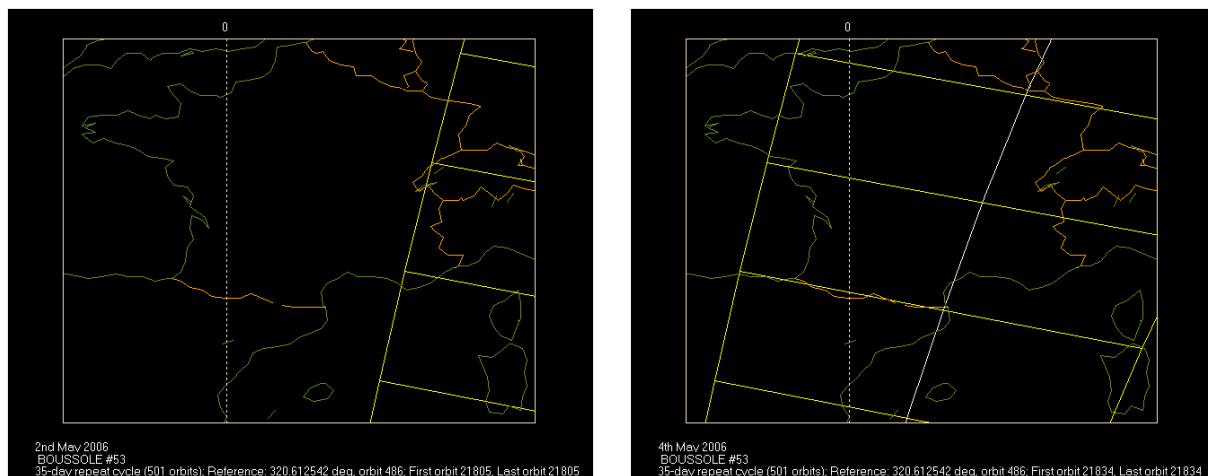 0
2nd May 2006
BOUSSOLE #53
35-day repeat cycle (501 orbits); Reference: 320.612542 deg, orbit 486; First orbit 21805, Last orbit 21805
0
4th May 2006
BOUSSOLE #53
35-day repeat cycle (501 orbits); Reference: 320.612542 deg, orbit 486; First orbit 21834, Last orbit 21834